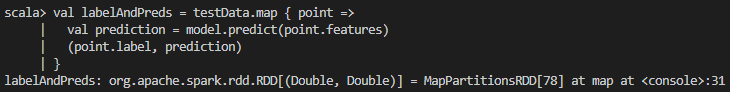 scala> val labelAndPreds = testData.map { point =>
     |   val prediction = model.predict(point.features)
     |   (point.label, prediction)
     | }
labelAndPreds: org.apache.spark.rdd.RDD[(Double, Double)] = MapPartitionsRDD[78] at map at <console>:31